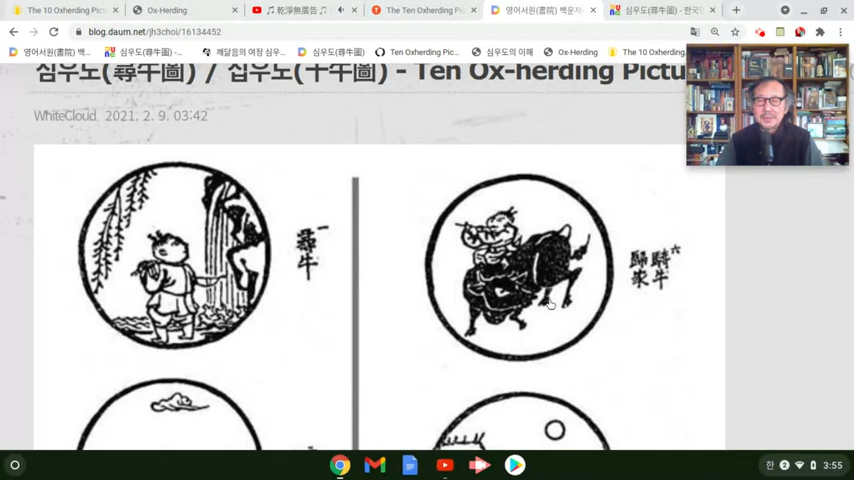 The 10 Oxherding Pictu
Ox-Herding
♫ 乾淨無廣告 ♫
The Ten Oxherding Pictu
영어서원(書院) 백운재
심우도(尋牛圖) - 한국민
blog.daum.net/jh3choi/16134452
영어서원(書院) 백...
심우도(尋牛圖) -...
깨달음의 여정 심우...
심우도(尋牛圖)
Ten Oxherding Pic...
심우도의 이해
Ox-Herding
The 10 Oxherding
심우도(尋牛圖) / 십우도(十牛圖) - Ten Ox-herding Pictu
WhiteCloud 2021. 2. 9. 03:42
一
尋牛
六
騎牛
歸家
한 2 3:55